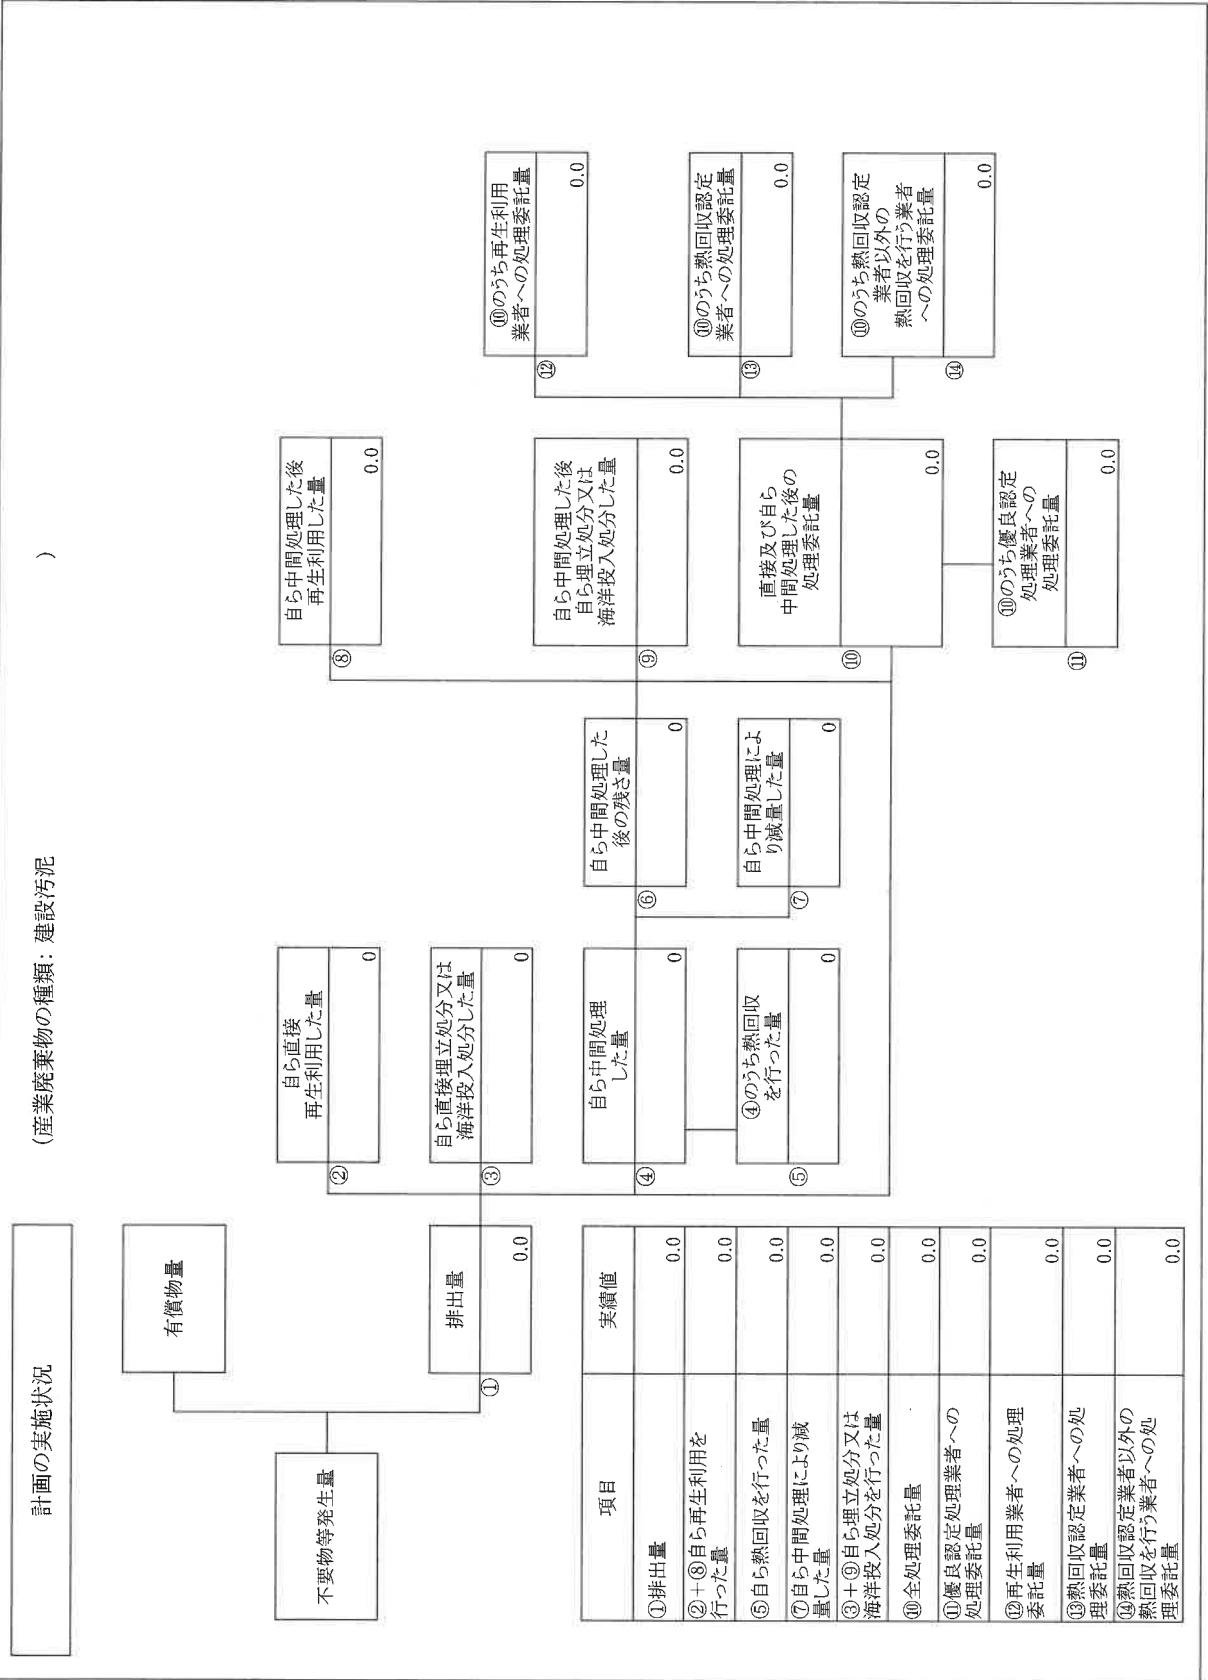 計画の実施状況
(産業廃棄物の種類：建設汚泥
)
不要物等発生量
有償物量
排出量
①
0.0
自ら直接
再生利用した量
②
0
自ら直接埋立処分又は
海洋投入処分した量
③
0
自ら中間処理
した量
④
0
④のうち熱回収
を行った量
⑤
0
自ら中間処理した
後の残さ量
⑥
0
自ら中間処理によ
り減量した量
⑦
0
自ら中間処理した後
再生利用した量
⑧
0.0
自ら中間処理した後
自ら埋立処分又は
海洋投入処分した量
⑨
0.0
直接及び自ら
中間処理した後の
処理委託量
⑩
0.0
⑩のうち優良認定
処理業者への
処理委託量
⑪
0.0
⑩のうち再生利用
業者への処理委託量
⑫
0.0
⑩のうち熱回収認定
業者への処理委託量
⑬
0.0
⑩のうち熱回収認定
業者以外の
熱回収を行う業者
への処理委託量
⑭
0.0
項目 実績値
①排出量 0.0
②＋⑧自ら再生利用を
行った量 0.0
⑤自ら熱回収を行った量 0.0
⑦自ら中間処理により減
量した量 0.0
③＋⑨自ら埋立処分又は
海洋投入処分を行った量 0.0
⑩全処理委託量 0.0
⑪優良認定処理業者への
処理委託量 0.0
⑫再生利用業者への処理
委託量 0.0
⑬熱回収認定業者への処
理委託量 0.0
⑭熱回収認定業者以外の
熱回収を行う業者への処
理委託量 0.0